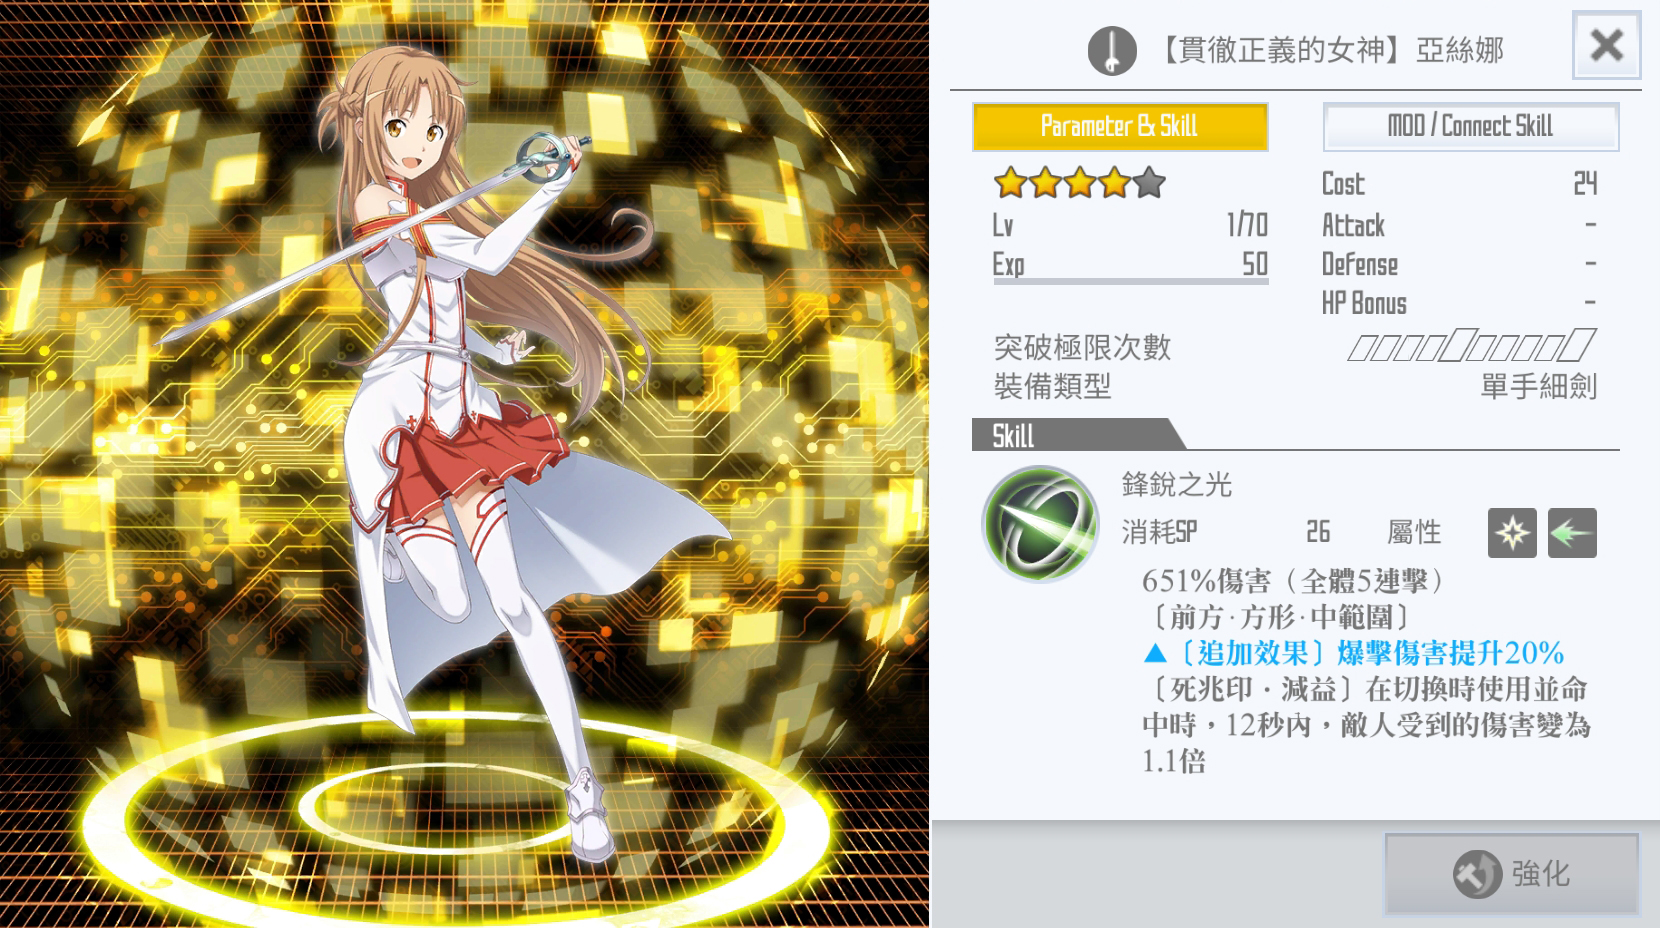 【貫徹正義的女神】亞絲娜
Parameter & Skill
MOD / Connect Skill
Lv 1/70
Exp 50
Cost 24
Attack -
Defense -
HP Bonus -
突破極限次數
裝備類型 單手細劍
Skill
鋒銳之光
消耗SP 26 屬性
651%傷害（全體5連擊）
〔前方·方形·中範圍〕
▲〔追加效果〕爆擊傷害提升20%
〔死兆印·減益〕在切換時使用並命
中時，12秒內，敵人受到的傷害變為
1.1倍
強化